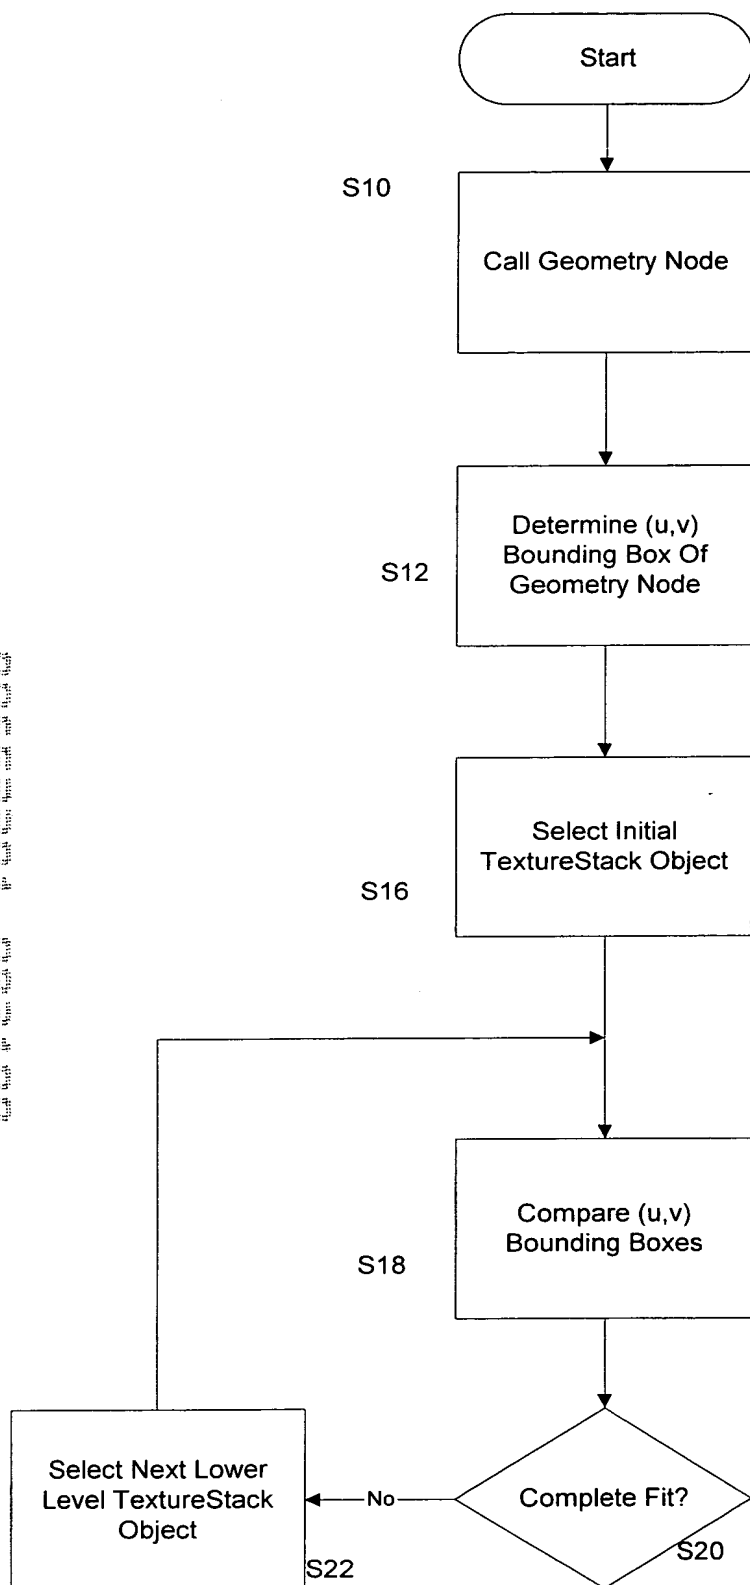 Start
S10
Call Geometry Node
Determine (u,v)
Bounding Box Of
Geometry Node
S12
Select Initial
TextureStack Object
S16
Compare (u,v)
Bounding Boxes
S18
Select Next Lower
Level TextureStack
Object
No
Complete Fit?
S20
S22